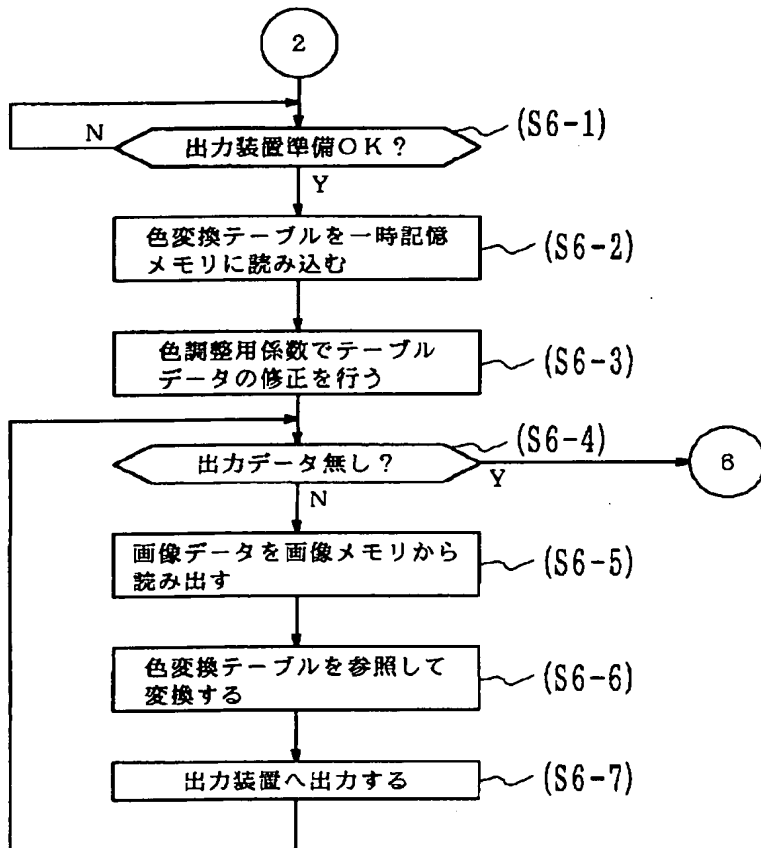 2
N
出力装置準備OK?
(S6-1)
Y
色変換テーブルを一時記憶
メモリに読み込む
(S6-2)
色調整用係数でテーブル
データの修正を行う
(S6-3)
出力データ無し?
(S6-4)
Y
6
N
画像データを画像メモリから
読み出す
(S6-5)
色変換テーブルを参照して
変換する
(S6-6)
出力装置へ出力する
(S6-7)